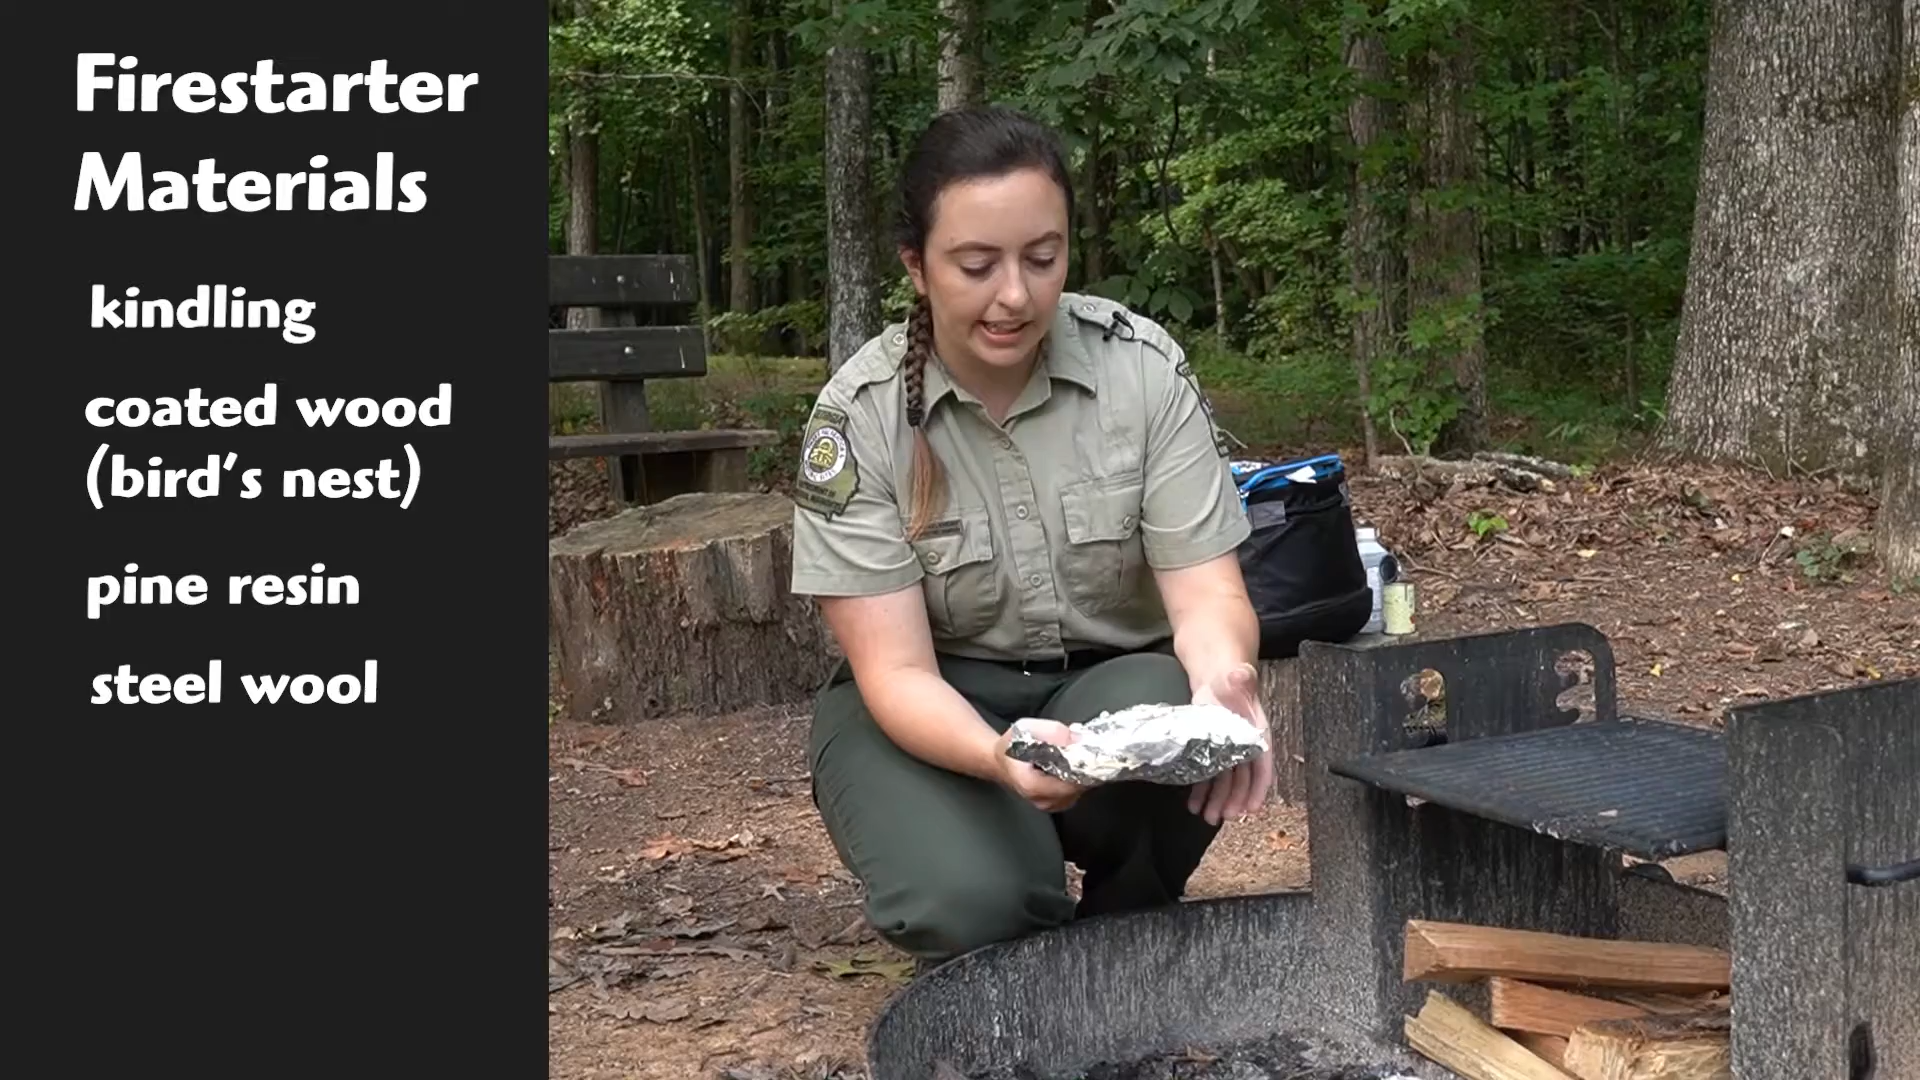 Firestarter
Materials
kindling
coated wood
(bird's nest)
pine resin
steel wool